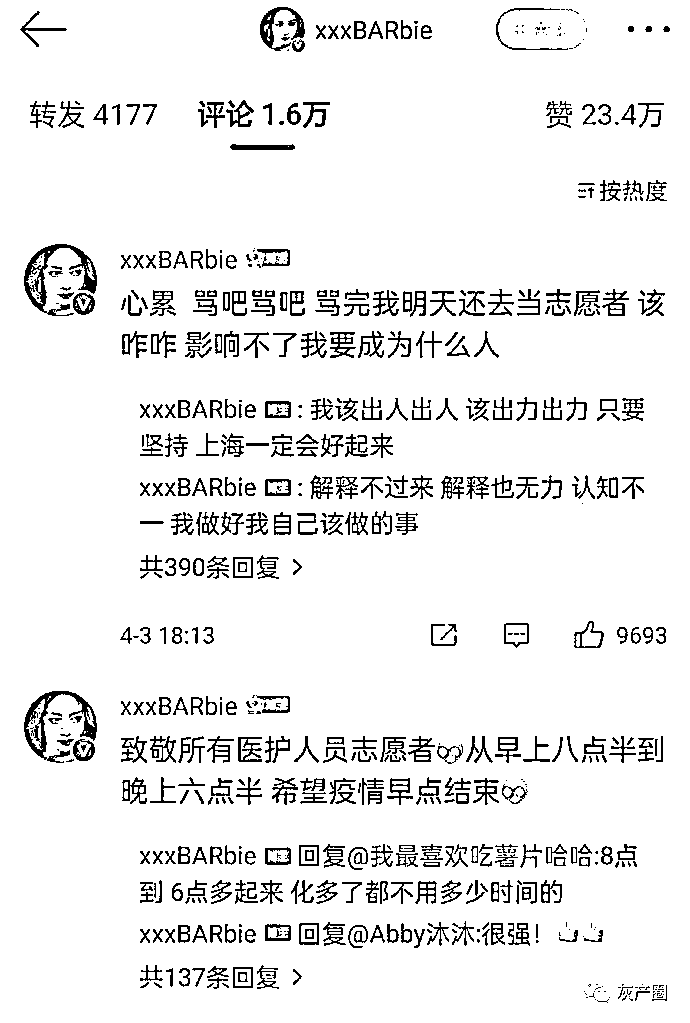 xxxBARbie
转发 4177 评论 1.6万 赞 23.4万
按热度
xxxBARbie
心累 骂吧骂吧 骂完我明天还去当志愿者 该
咋咋 影响不了我要成为什么人
xxxBARbie : 我该出人出人 该出力出力 只要
坚持 上海一定会好起来
xxxBARbie : 解释不过来 解释也无力 认知不
一 我做好我自己该做的事
共390条回复 >
4-3 18:13 9693
xxxBARbie
致敬所有医护人员志愿者从早上八点半到
晚上六点半 希望疫情早点结束
xxxBARbie 回复@我最喜欢吃薯片哈哈:8点
到 6点多起来 化多了都不用多少时间的
xxxBARbie 回复@Abby沐沐:很强!
共137条回复 >
灰产圈